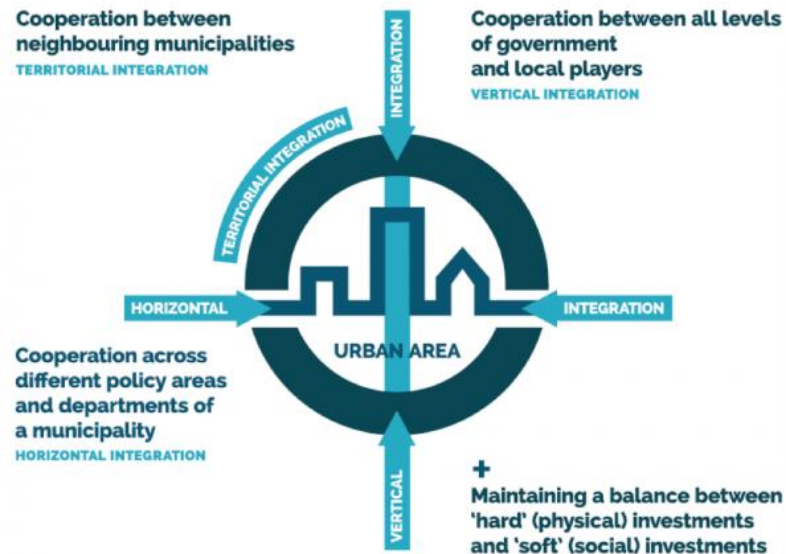 Cooperation between
neighbouring municipalities
TERRITORIAL INTEGRATION
Cooperation between all levels
of government
and local players
VERTICAL INTEGRATION
INTEGRATION
TERRITORIAL INTEGRATION
HORIZONTAL
INTEGRATION
URBAN AREA
Cooperation across
different policy areas
and departments of
a municipality
HORIZONTAL INTEGRATION
VERTICAL
+
Maintaining a balance between
‘hard’ (physical) investments
and ‘soft’ (social) investments